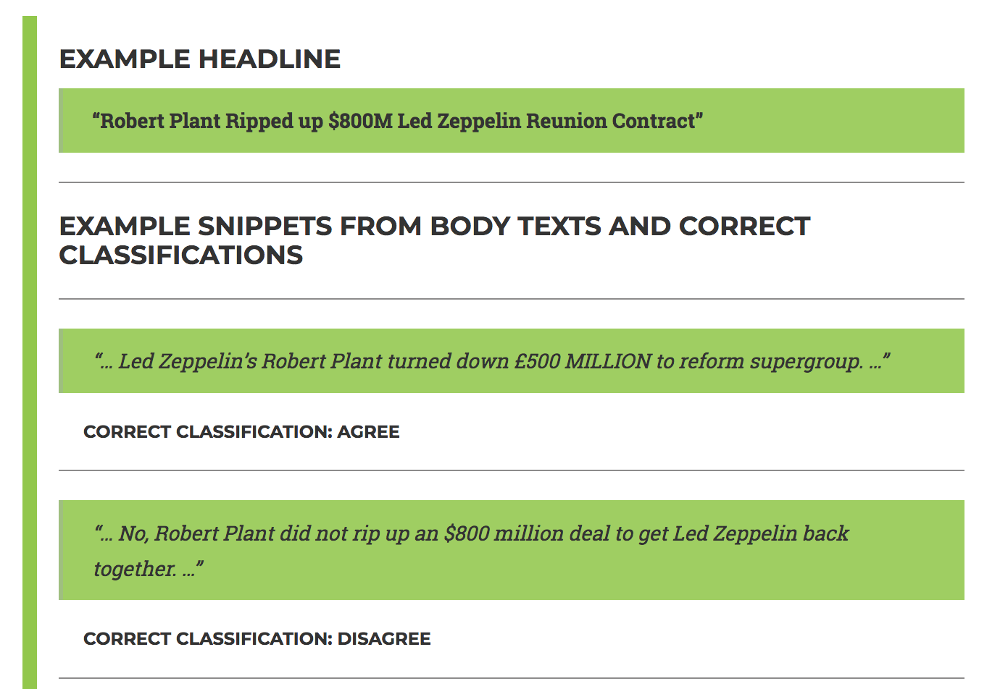 EXAMPLE HEADLINE
“Robert Plant Ripped up $800M Led Zeppelin Reunion Contract”
EXAMPLE SNIPPETS FROM BODY TEXTS AND CORRECT
CLASSIFICATIONS
“… Led Zeppelin’s Robert Plant turned down £500 MILLION to reform supergroup. …”
CORRECT CLASSIFICATION: AGREE
“… No, Robert Plant did not rip up an $800 million deal to get Led Zeppelin back
together. …”
CORRECT CLASSIFICATION: DISAGREE